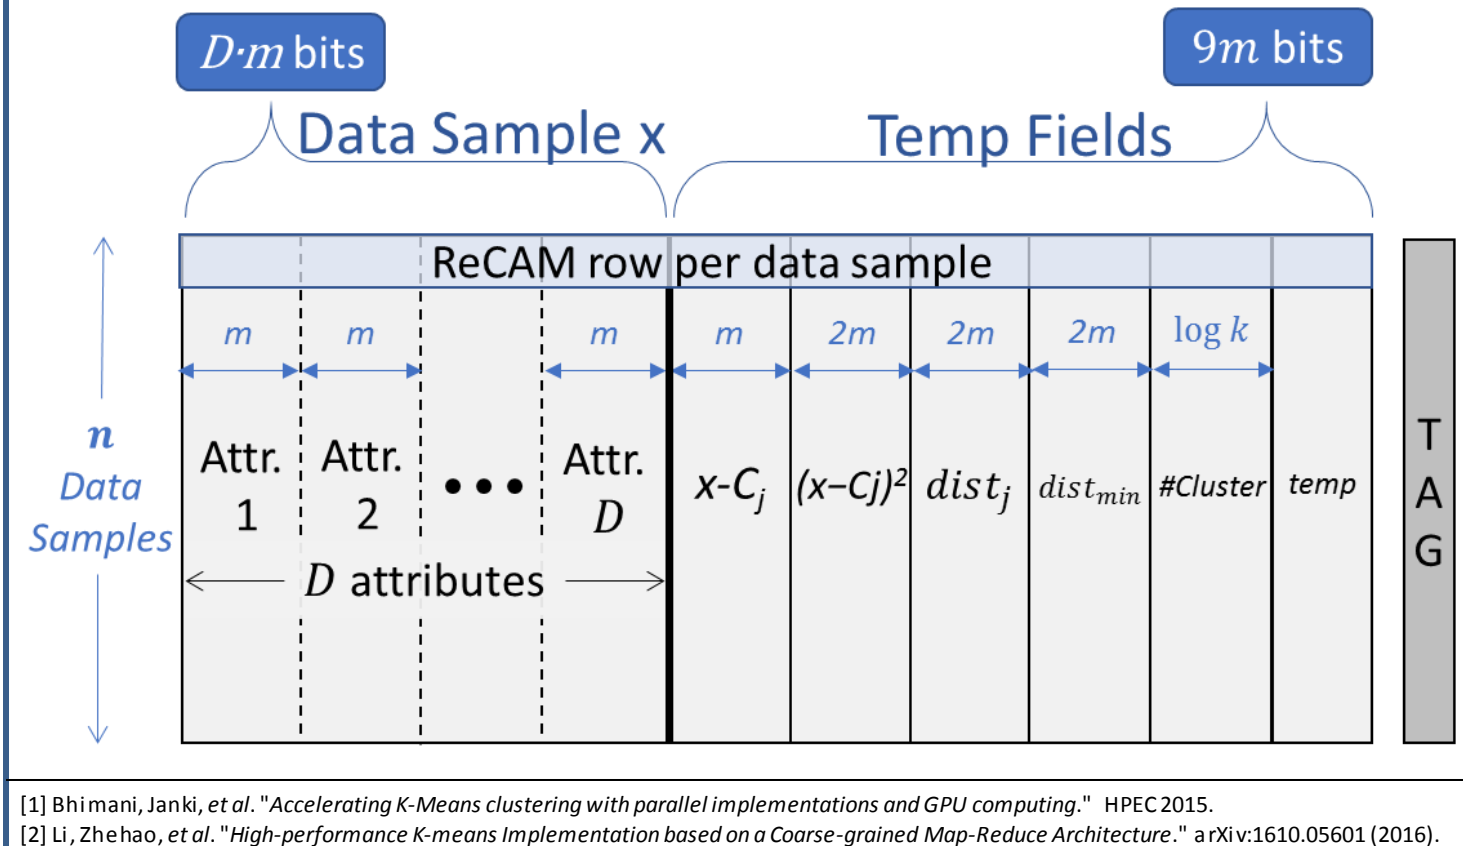 D·m bits
9m bits
Data Sample x
Temp Fields
ReCAM row per data sample
m m m m 2m 2m 2m log k
n
Data
Samples
Attr.
1
Attr.
2
•••
Attr.
D
x-Cj
(x−Cj)²
distj
distmin
#Cluster
temp
D attributes
T
A
G
[1] Bhimani, Janki, et al. "Accelerating K-Means clustering with parallel implementations and GPU computing." HPEC 2015.
[2] Li, Zhehao, et al. "High-performance K-means Implementation based on a Coarse-grained Map-Reduce Architecture." arXiv:1610.05601 (2016).